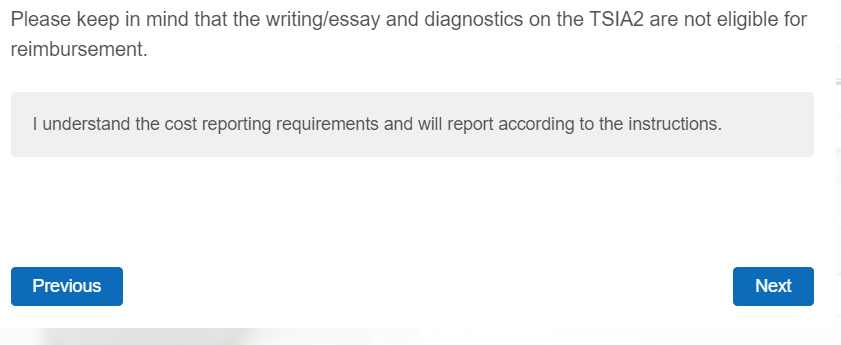 Please keep in mind that the writing/essay and diagnostics on the TSIA2 are not eligible for
reimbursement.
I understand the cost reporting requirements and will report according to the instructions.
Previous
Next